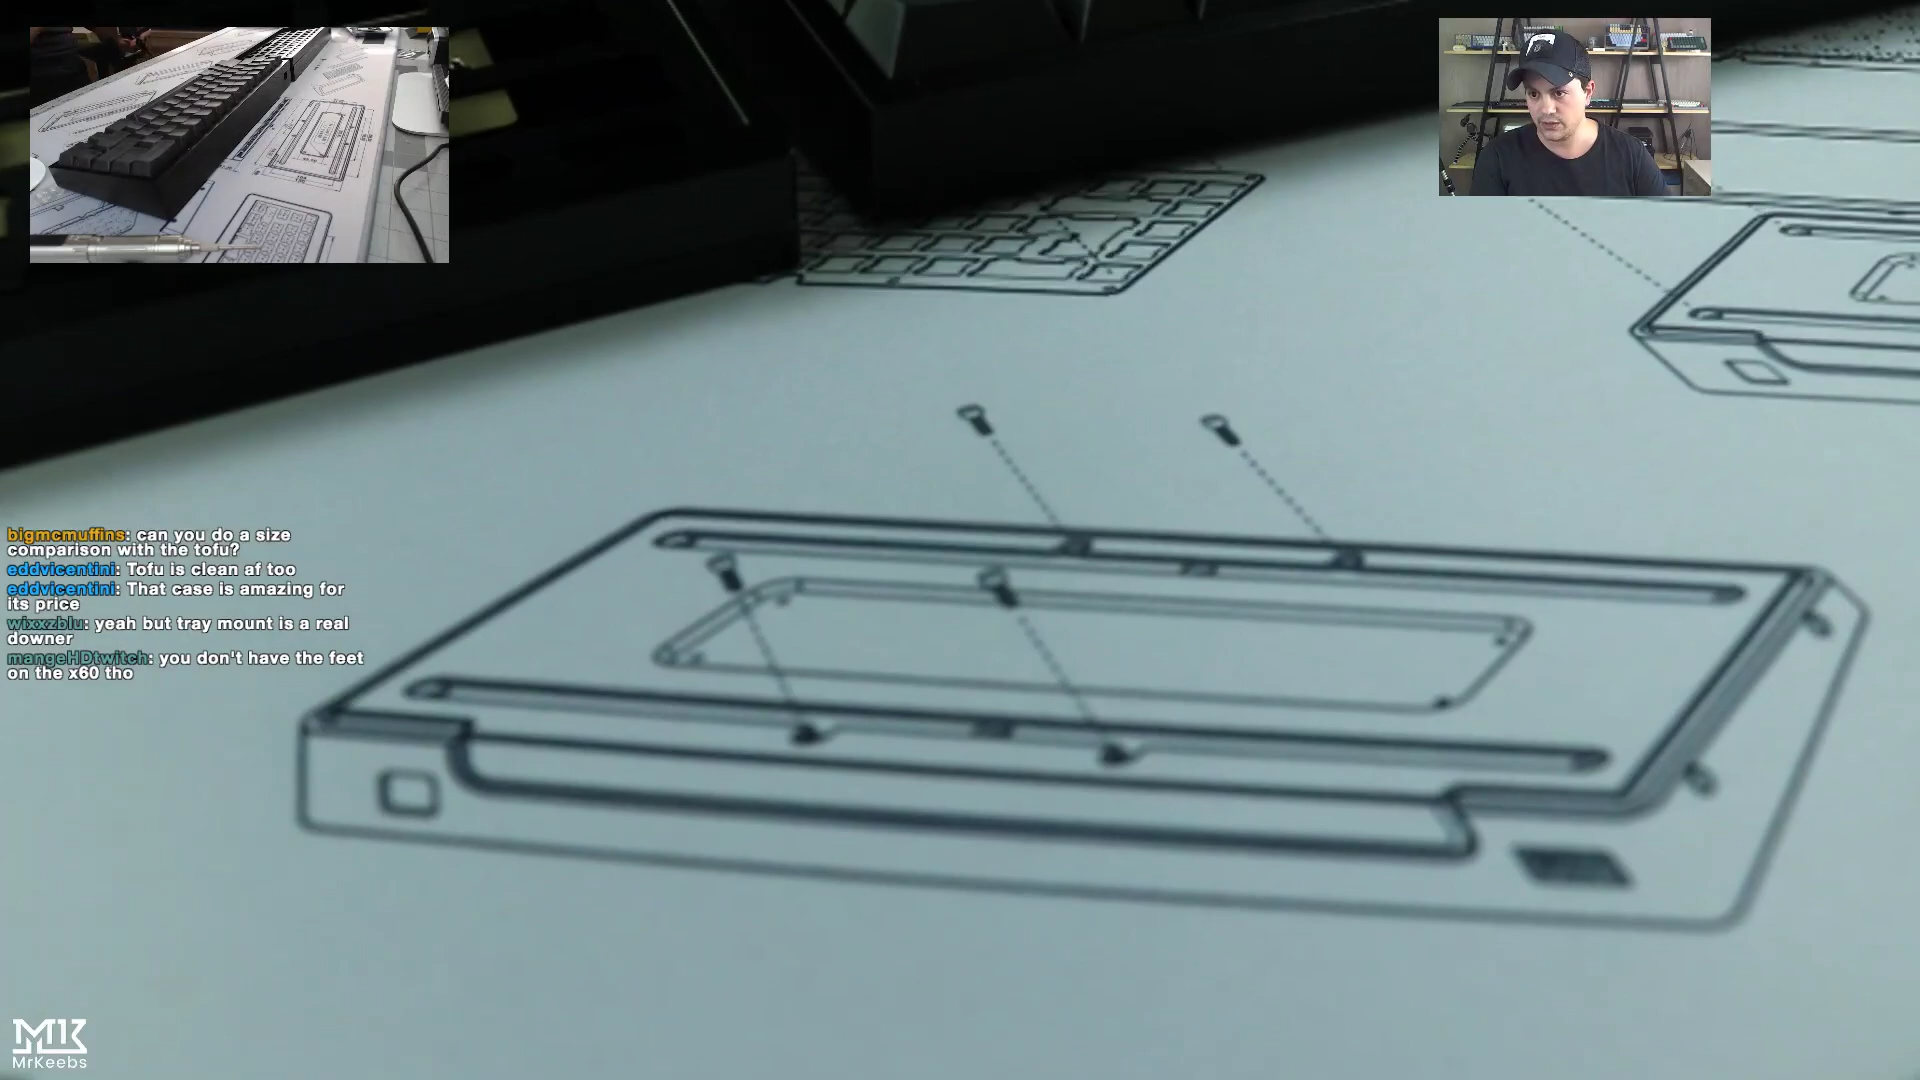 bigmcmuffins: can you do a size
comparison with the tofu?
eddvicentini: Tofu is clean af too
eddvicentini: That case is amazing for
its price
wixxzblu: yeah but tray mount is a real
downer
mangeHDtwitch: you don't have the feet
on the x60 tho
MK
MrKeebs